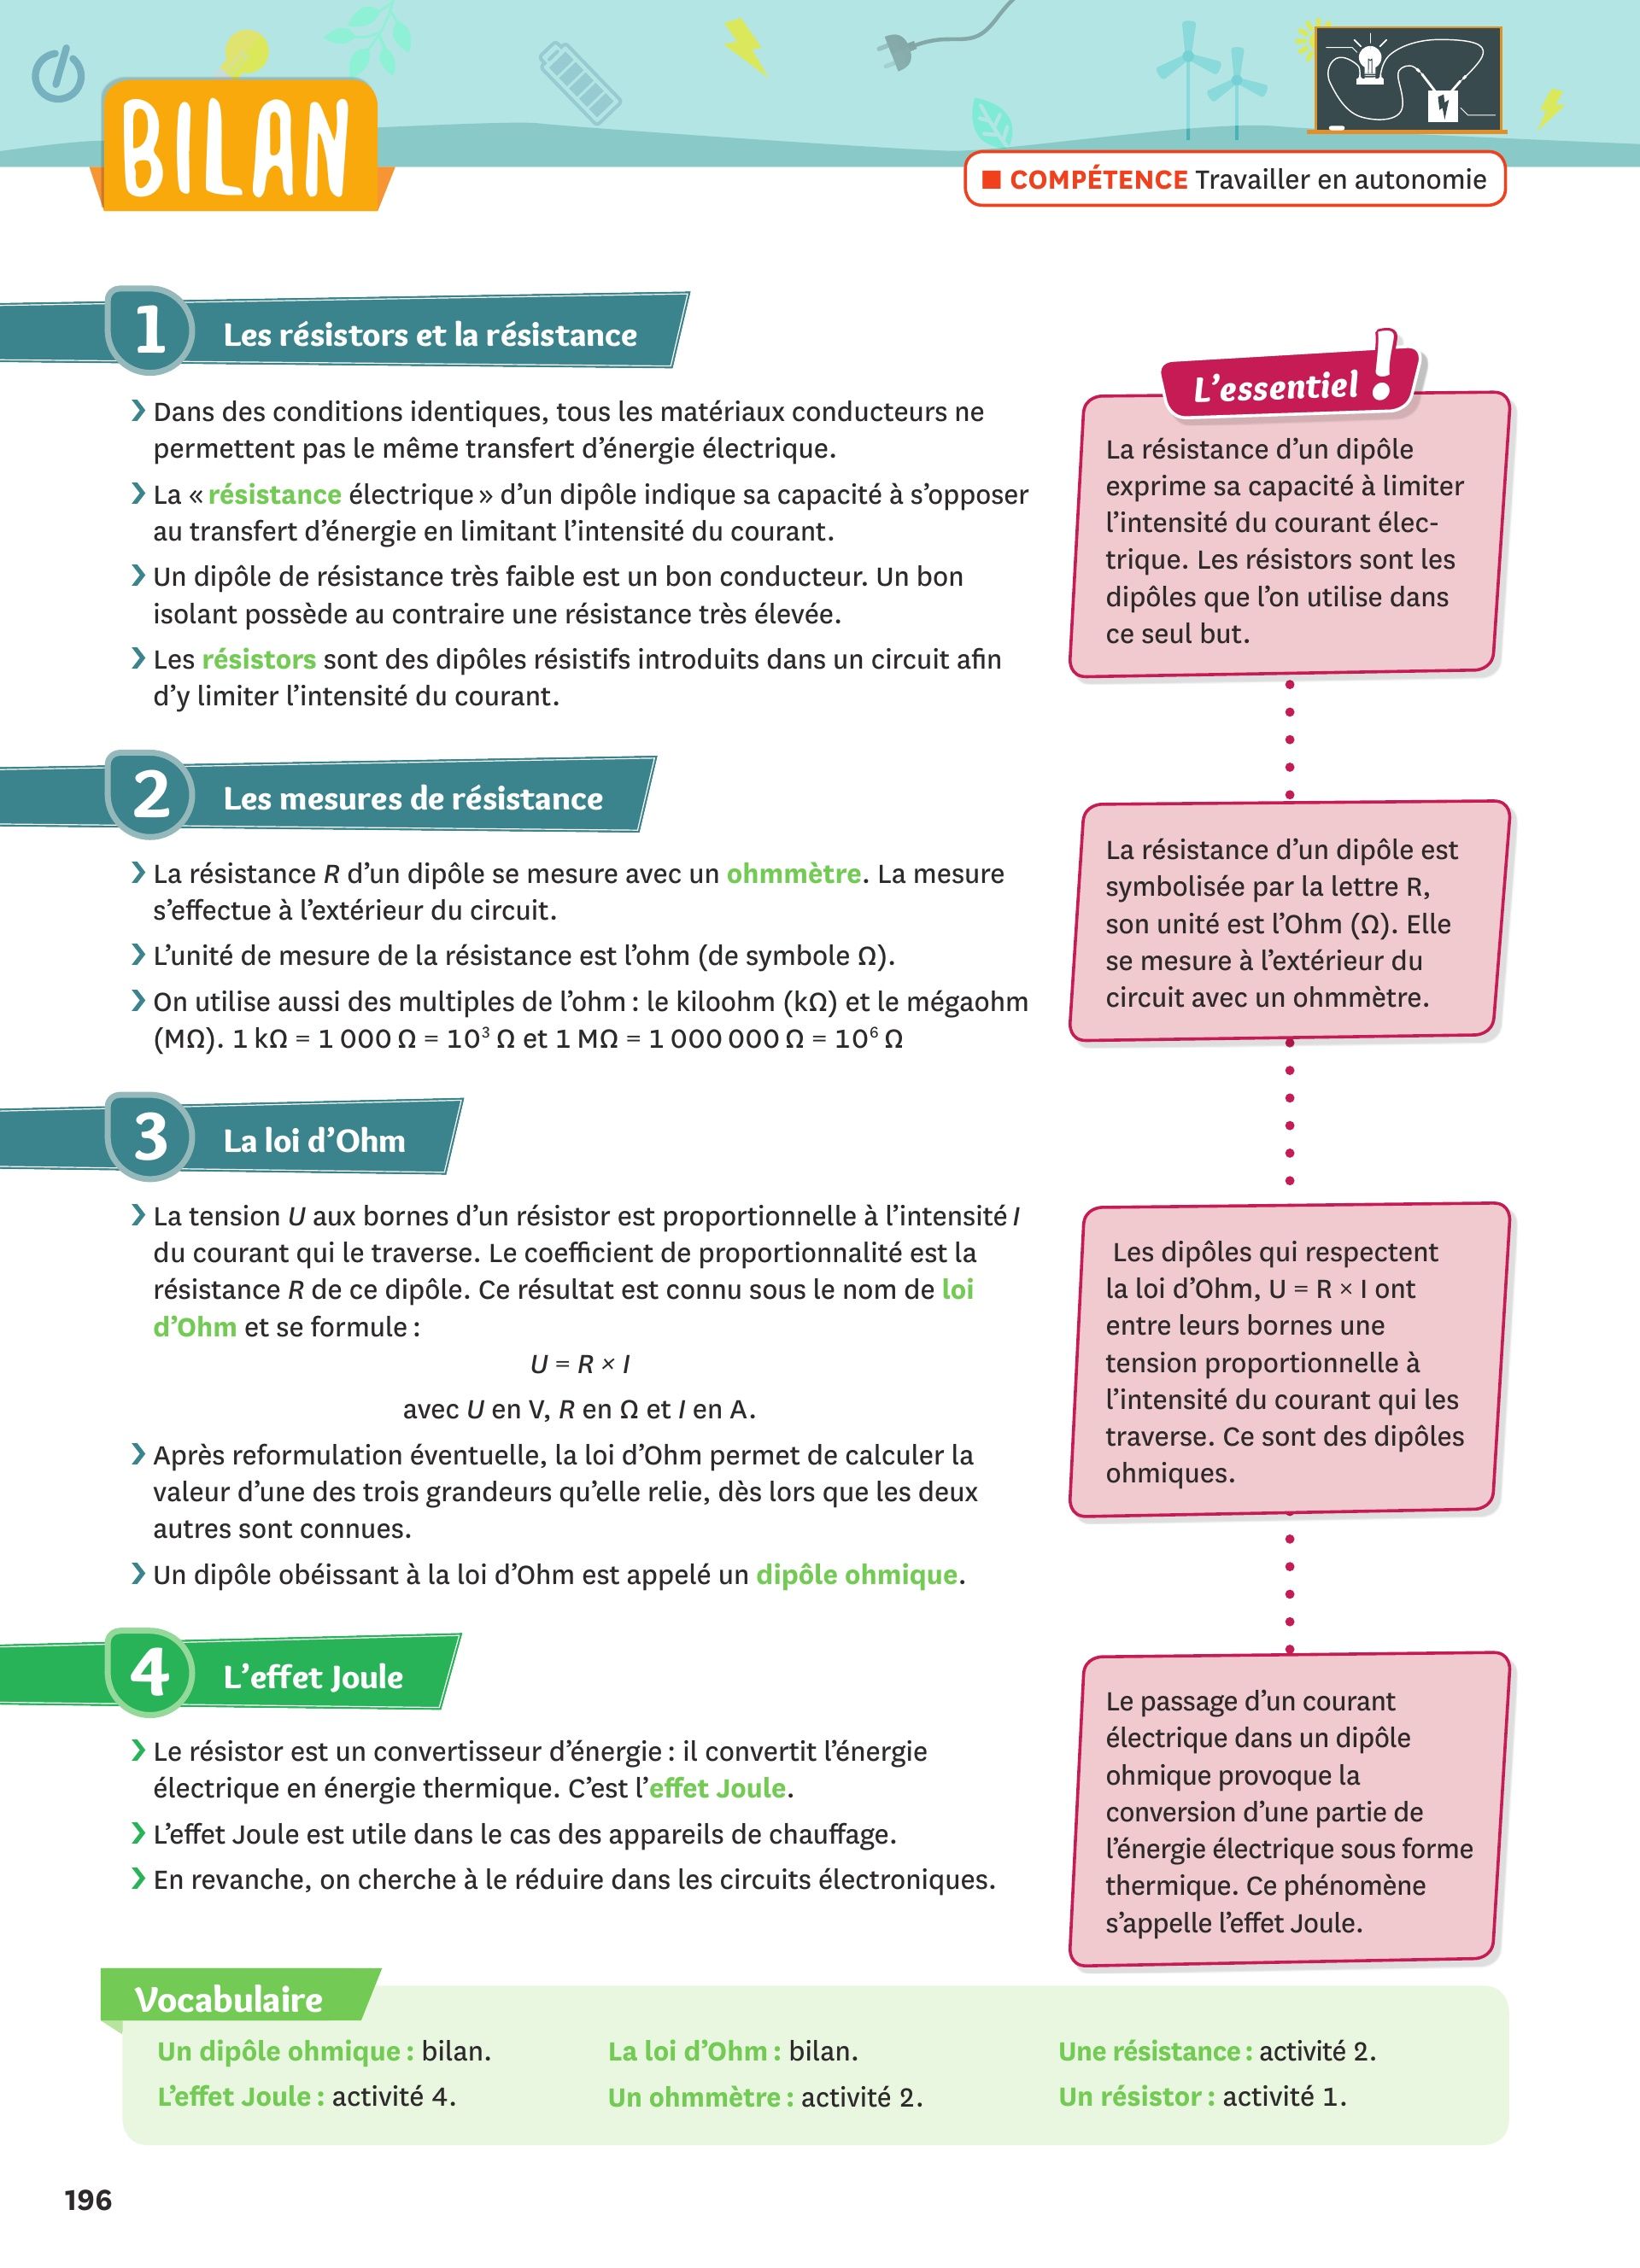 BILAN
■ COMPÉTENCE Travailler en autonomie
1 Les résistors et la résistance
❯ Dans des conditions identiques, tous les matériaux conducteurs ne
permettent pas le même transfert d’énergie électrique.
❯ La « résistance électrique » d’un dipôle indique sa capacité à s’opposer
au transfert d’énergie en limitant l’intensité du courant.
❯ Un dipôle de résistance très faible est un bon conducteur. Un bon
isolant possède au contraire une résistance très élevée.
❯ Les résistors sont des dipôles résistifs introduits dans un circuit afin
d’y limiter l’intensité du courant.
L’essentiel !
La résistance d’un dipôle
exprime sa capacité à limiter
l’intensité du courant élec-
trique. Les résistors sont les
dipôles que l’on utilise dans
ce seul but.
2 Les mesures de résistance
❯ La résistance R d’un dipôle se mesure avec un ohmmètre. La mesure
s’effectue à l’extérieur du circuit.
❯ L’unité de mesure de la résistance est l’ohm (de symbole Ω).
❯ On utilise aussi des multiples de l’ohm : le kiloohm (kΩ) et le mégaohm
(MΩ). 1 kΩ = 1 000 Ω = 10³ Ω et 1 MΩ = 1 000 000 Ω = 10⁶ Ω
La résistance d’un dipôle est
symbolisée par la lettre R,
son unité est l’Ohm (Ω). Elle
se mesure à l’extérieur du
circuit avec un ohmmètre.
3 La loi d’Ohm
❯ La tension U aux bornes d’un résistor est proportionnelle à l’intensité I
du courant qui le traverse. Le coefficient de proportionnalité est la
résistance R de ce dipôle. Ce résultat est connu sous le nom de loi
d’Ohm et se formule :
U = R × I
avec U en V, R en Ω et I en A.
❯ Après reformulation éventuelle, la loi d’Ohm permet de calculer la
valeur d’une des trois grandeurs qu’elle relie, dès lors que les deux
autres sont connues.
❯ Un dipôle obéissant à la loi d’Ohm est appelé un dipôle ohmique.
Les dipôles qui respectent
la loi d’Ohm, U = R × I ont
entre leurs bornes une
tension proportionnelle à
l’intensité du courant qui les
traverse. Ce sont des dipôles
ohmiques.
4 L’effet Joule
❯ Le résistor est un convertisseur d’énergie : il convertit l’énergie
électrique en énergie thermique. C’est l’effet Joule.
❯ L’effet Joule est utile dans le cas des appareils de chauffage.
❯ En revanche, on cherche à le réduire dans les circuits électroniques.
Le passage d’un courant
électrique dans un dipôle
ohmique provoque la
conversion d’une partie de
l’énergie électrique sous forme
thermique. Ce phénomène
s’appelle l’effet Joule.
Vocabulaire
Un dipôle ohmique : bilan.
L’effet Joule : activité 4.
La loi d’Ohm : bilan.
Un ohmmètre : activité 2.
Une résistance : activité 2.
Un résistor : activité 1.
196